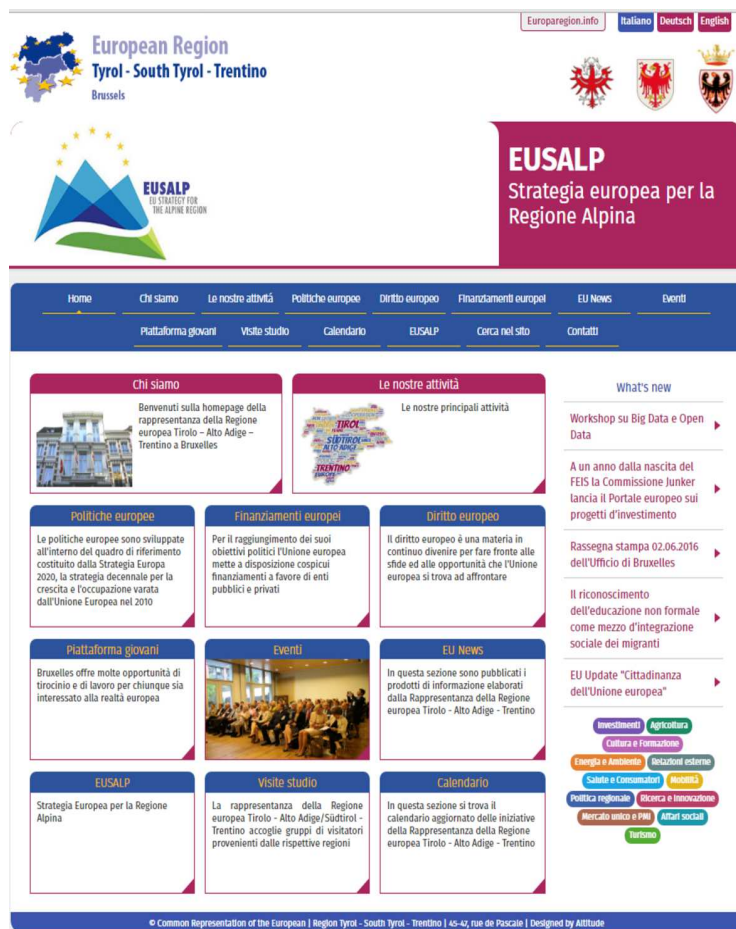 Europaregion.info
Italiano
Deutsch
English
European Region
Tyrol - South Tyrol - Trentino
Brussels
EUSALP
EU STRATEGY FOR
THE ALPINE REGION
EUSALP
Strategia europea per la
Regione Alpina
Home
Chi siamo
Le nostre attivitá
Politiche europee
Diritto europeo
Finanziamenti europei
EU News
Eventi
Piattaforma giovani
Visite studio
Calendario
EUSALP
Cerca nel sito
Contatti
Chi siamo
Benvenuti sulla homepage della
rappresentanza della Regione
europea Tirolo – Alto Adige –
Trentino a Bruxelles
Le nostre attività
TIROL
SÜDTIROL
ALTO ADIGE
TRENTINO
Le nostre principali attività
What's new
Workshop su Big Data e Open
Data
A un anno dalla nascita del
FEIS la Commissione Junker
lancia il Portale europeo sui
progetti d'investimento
Rassegna stampa 02.06.2016
dell'Ufficio di Bruxelles
Il riconoscimento
dell'educazione non formale
come mezzo d'integrazione
sociale dei migranti
EU Update "Cittadinanza
dell'Unione europea"
Politiche europee
Le politiche europee sono sviluppate
all'interno del quadro di riferimento
costituito dalla Strategia Europa
2020, la strategia decennale per la
crescita e l'occupazione varata
dall'Unione Europea nel 2010
Finanziamenti europei
Per il raggiungimento dei suoi
obiettivi politici l'Unione europea
mette a disposizione cospicui
finanziamenti a favore di enti
pubblici e privati
Diritto europeo
Il diritto europeo è una materia in
continuo divenire per fare fronte alle
sfide ed alle opportunità che l'Unione
europea si trova ad affrontare
Piattaforma giovani
Bruxelles offre molte opportunità di
tirocinio e di lavoro per chiunque sia
interessato alla realtà europea
Eventi
EU News
In questa sezione sono pubblicati i
prodotti di informazione elaborati
dalla Rappresentanza della Regione
europea Tirolo - Alto Adige - Trentino
EUSALP
Strategia Europea per la Regione
Alpina
Visite studio
La rappresentanza della Regione
europea Tirolo - Alto Adige/Südtirol -
Trentino accoglie gruppi di visitatori
provenienti dalle rispettive regioni
Calendario
In questa sezione si trova il
calendario aggiornato delle iniziative
della Rappresentanza della Regione
europea Tirolo - Alto Adige - Trentino
Investimenti
Agricoltura
Cultura e Formazione
Energia e Ambiente
Relazioni esterne
Salute e Consumatori
Mobilità
Politica regionale
Ricerca e Innovazione
Mercato unico e PMI
Affari sociali
Turismo
© Common Representation of the European | Region Tyrol - South Tyrol - Trentino | 45-47, rue de Pascale | Designed by Altitude